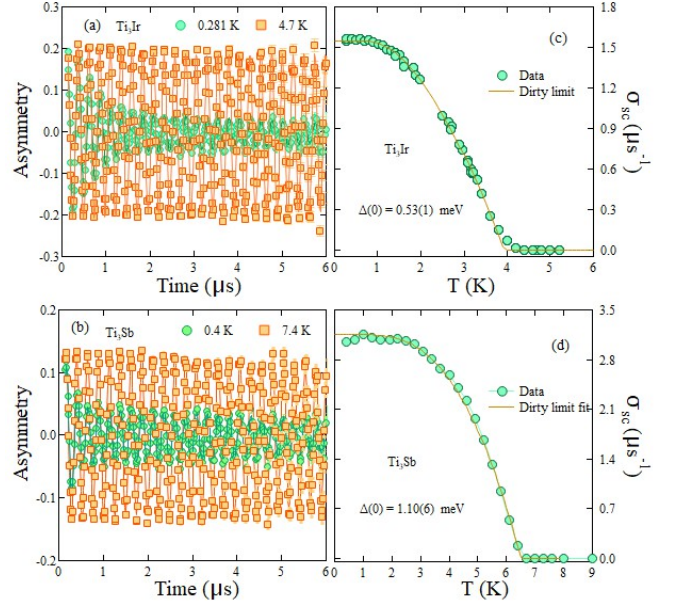 (a) Ti₃Ir 0.281 K 4.7 K
0.3
0.2
0.1
0.0
-0.1
-0.2
-0.3
Asymmetry
0 1 2 3 4 5 6
Time (μs)
(c)
Data
Dirty limit
Ti₃Ir
Δ(0) = 0.53(1) meV
1.8
1.5
1.2
0.9
0.6
0.3
0.0
σsc (μs⁻¹)
0 1 2 3 4 5 6
T (K)
(b) Ti₃Sb 0.4 K 7.4 K
0.2
0.1
0.0
-0.1
-0.2
Asymmetry
0 1 2 3 4 5 6
Time (μs)
(d)
Data
Dirty limit fit
Ti₃Sb
Δ(0) = 1.10(6) meV
3.5
2.8
2.1
1.4
0.7
0.0
σsc (μs⁻¹)
0 1 2 3 4 5 6 7 8 9
T (K)